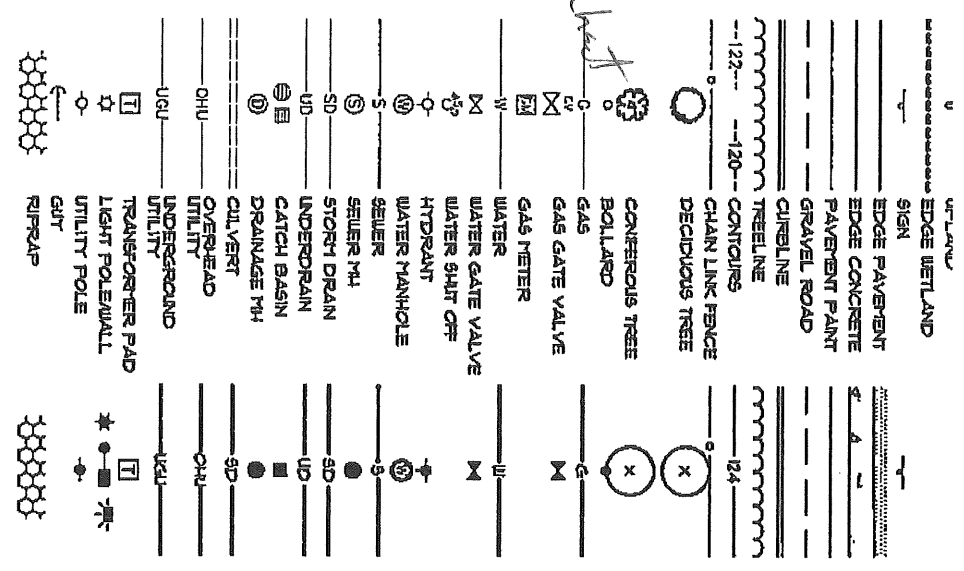 EDGE WETLAND
SIGN
EDGE PAVEMENT
EDGE CONCRETE
PAVEMENT PAINT
GRAVEL ROAD
CURBLINE
TREELINE
--122-- --120-- CONTOURS 124
CHAIN LINK FENCE
DECIDUOUS TREE
CONIFEROUS TREE
BOLLARD
G GAS G
GV GAS GATE VALVE
GM GAS METER
W WATER W
WATER GATE VALVE
WATER SHUT OFF
HYDRANT
W WATER MANHOLE W
S SEWER S
S SEWER MH
SD STORM DRAIN SD
UD UNDERDRAIN UD
CATCH BASIN
D DRAINAGE MH
CULVERT SD
OHU OVERHEAD UTILITY OHU
UGU UNDERGROUND UTILITY UGU
T TRANSFORMER PAD T
LIGHT POLE/WALL
UTILITY POLE
GUY
RIPRAP